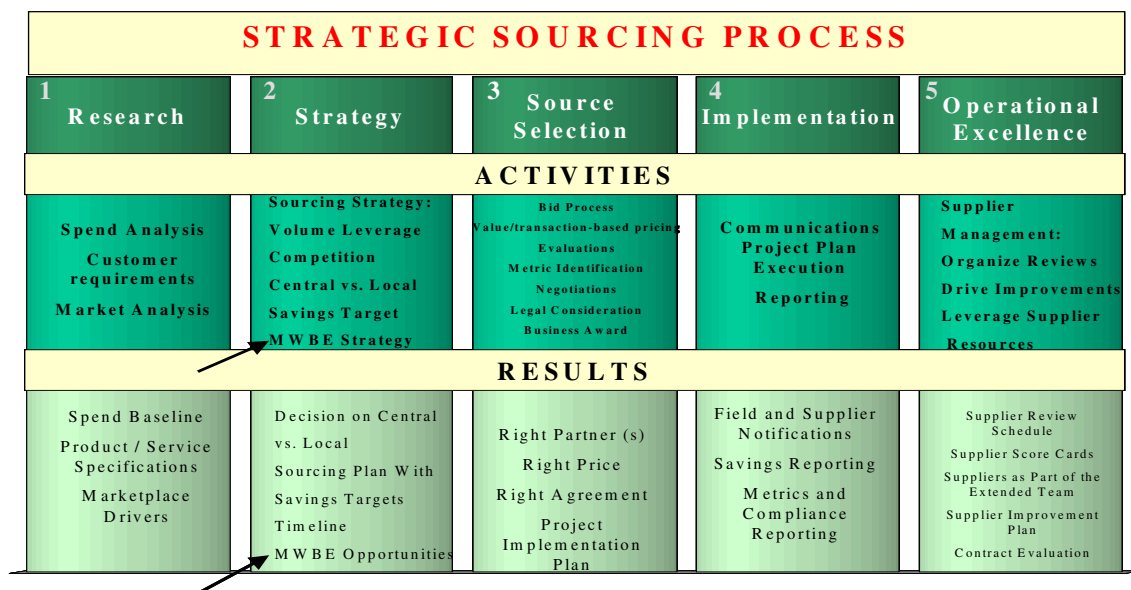 STRATEGIC SOURCING PROCESS
1
Research
2
Strategy
3
Source
Selection
4
Implementation
5
Operational
Excellence
ACTIVITIES
Spend Analysis
Customer
requirements
Market Analysis
Sourcing Strategy:
Volume Leverage
Competition
Central vs. Local
Savings Target
MWBE Strategy
Bid Process
Value/transaction-based pricing
Evaluations
Metric Identification
Negotiations
Legal Consideration
Business Award
Communications
Project Plan
Execution
Reporting
Supplier
Management:
Organize Reviews
Drive Improvements
Leverage Supplier
Resources
RESULTS
Spend Baseline
Product / Service
Specifications
Marketplace
Drivers
Decision on Central
vs. Local
Sourcing Plan With
Savings Targets
Timeline
MWBE Opportunities
Right Partner (s)
Right Price
Right Agreement
Project
Implementation
Plan
Field and Supplier
Notifications
Savings Reporting
Metrics and
Compliance
Reporting
Supplier Review
Schedule
Supplier Score Cards
Suppliers as Part of the
Extended Team
Supplier Improvement
Plan
Contract Evaluation